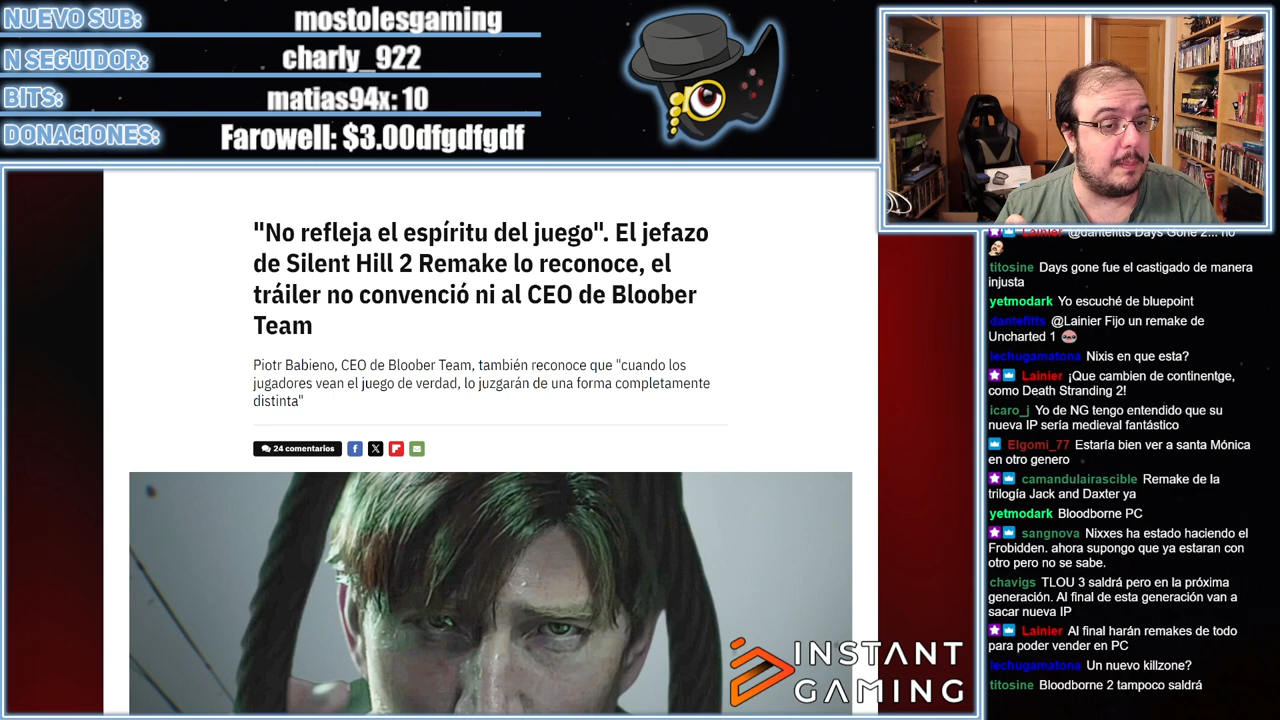 NUEVO SUB: mostolesgaming
N SEGUIDOR: charly_922
BITS: matias94x: 10
DONACIONES: Farowell: $3.00dfgdfgdf
"No refleja el espíritu del juego". El jefazo
de Silent Hill 2 Remake lo reconoce, el
tráiler no convenció ni al CEO de Bloober
Team
Piotr Babieno, CEO de Bloober Team, también reconoce que "cuando los
jugadores vean el juego de verdad, lo juzgarán de una forma completamente
distinta"
24 comentarios
INSTANT
GAMING
Lainier @dantefitts Days Gone 2... no
titosine Days gone fue el castigado de manera
injusta
yetmodark Yo escuché de bluepoint
dantefitts @Lainier Fijo un remake de
Uncharted 1
lechugamatona Nixis en que esta?
Lainier ¡Que cambien de continentge,
como Death Stranding 2!
icaro_j Yo de NG tengo entendido que su
nueva IP sería medieval fantástico
Elgomi_77 Estaría bien ver a santa Mónica
en otro genero
camandulairascible Remake de la
trilogía Jack and Daxter ya
yetmodark Bloodborne PC
sangnova Nixxes ha estado haciendo el
Frobidden. ahora supongo que ya estaran con
otro pero no se sabe.
chavigs TLOU 3 saldrá pero en la próxima
generación. Al final de esta generación van a
sacar nueva IP
Lainier Al final harán remakes de todo
para poder vender en PC
lechugamatona Un nuevo killzone?
titosine Bloodborne 2 tampoco saldrá